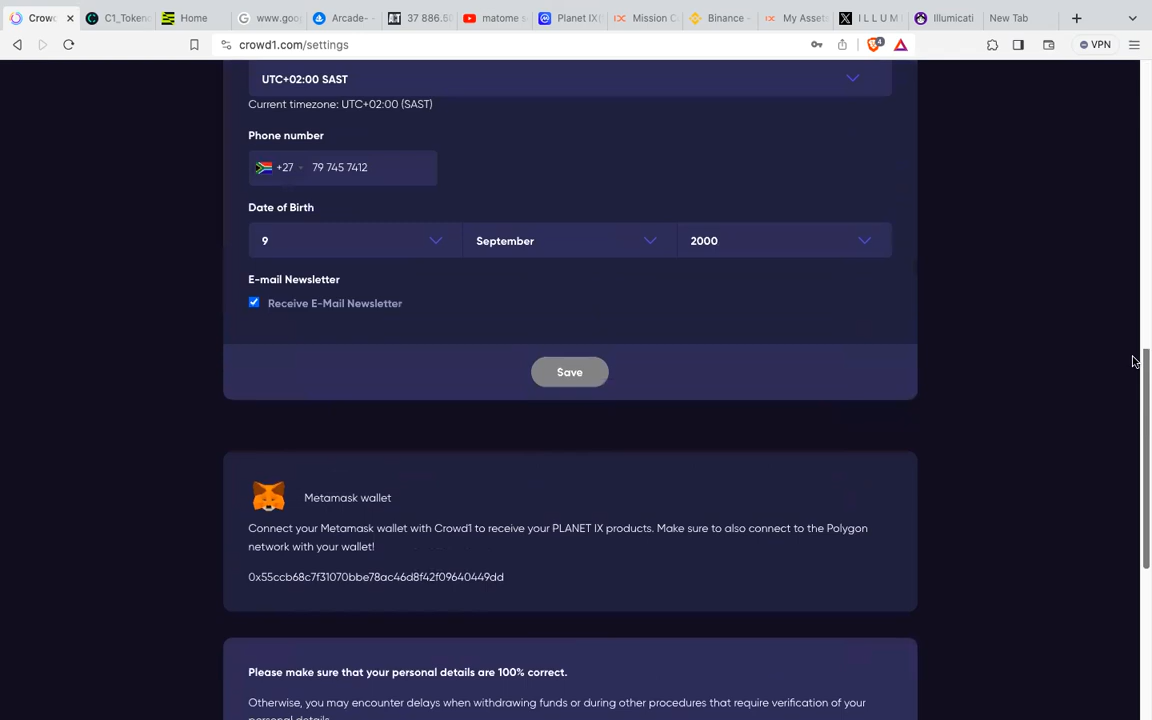 Crowd
C1_Token
Home
www.goo
Arcade-
37 886.50
matome s
Planet IX(
Mission C
Binance -
My Assets
I L L U M
Illumicati
New Tab
crowd1.com/settings
4
VPN
UTC+02:00 SAST
Current timezone: UTC+02:00 (SAST)
Phone number
+27 79 745 7412
Date of Birth
9 September 2000
E-mail Newsletter
Receive E-Mail Newsletter
Save
Metamask wallet
Connect your Metamask wallet with Crowd1 to receive your PLANET IX products. Make sure to also connect to the Polygon
network with your wallet!
0x55ccb68c7f31070bbe78ac46d8f42f09640449dd
Please make sure that your personal details are 100% correct.
Otherwise, you may encounter delays when withdrawing funds or during other procedures that require verification of your
personal details.